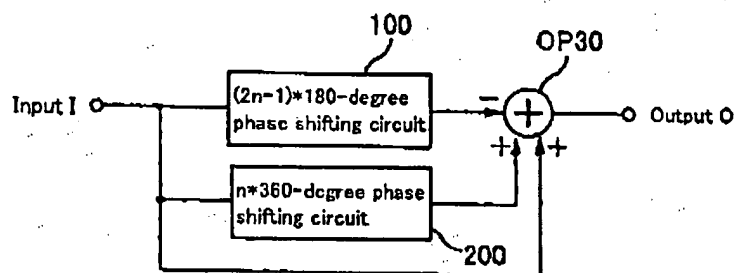 100
OP30
Input I
(2n-1)*180-degree
phase shifting circuit
−
+
Output O
+
+
n*360-degree phase
shifting circuit
200